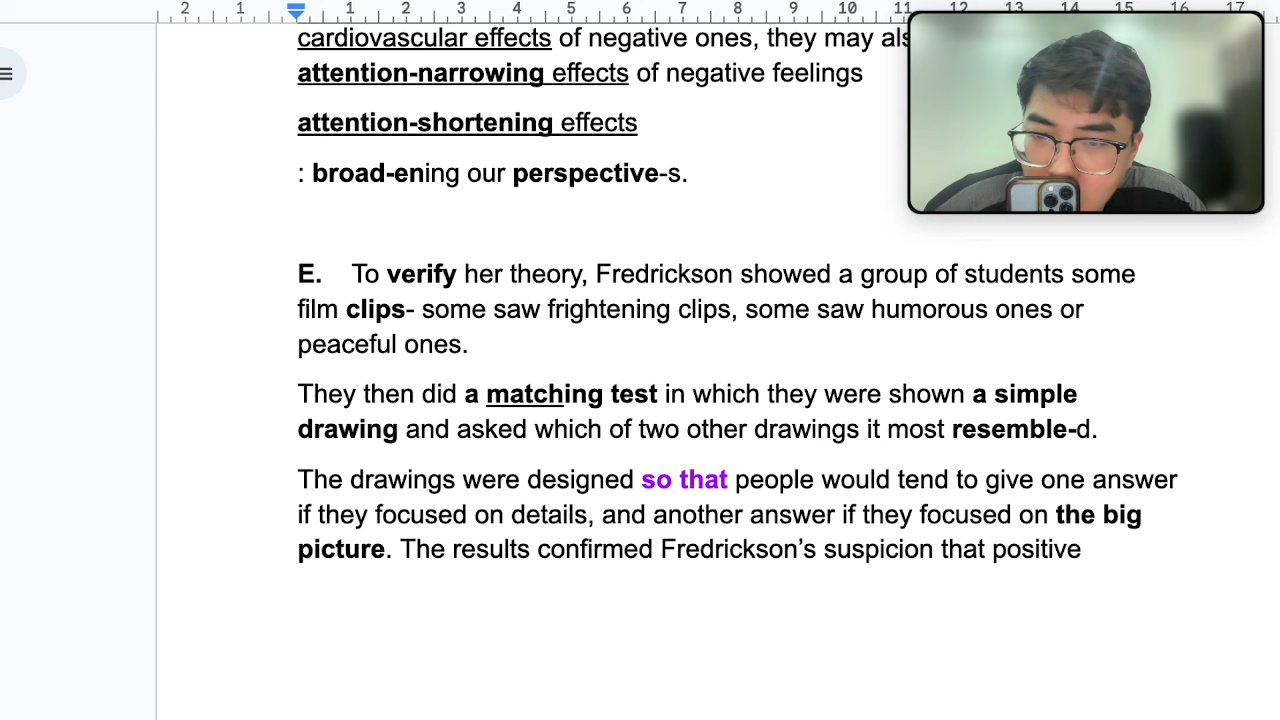 2 1 1 2 3 4 5 6 7 8 9 10 11 12 13 14 15 16 17
cardiovascular effects of negative ones, they may als
attention-narrowing effects of negative feelings
attention-shortening effects
: broad-ening our perspective-s.
E. To verify her theory, Fredrickson showed a group of students some
film clips- some saw frightening clips, some saw humorous ones or
peaceful ones.
They then did a matching test in which they were shown a simple
drawing and asked which of two other drawings it most resemble-d.
The drawings were designed so that people would tend to give one answer
if they focused on details, and another answer if they focused on the big
picture. The results confirmed Fredrickson’s suspicion that positive